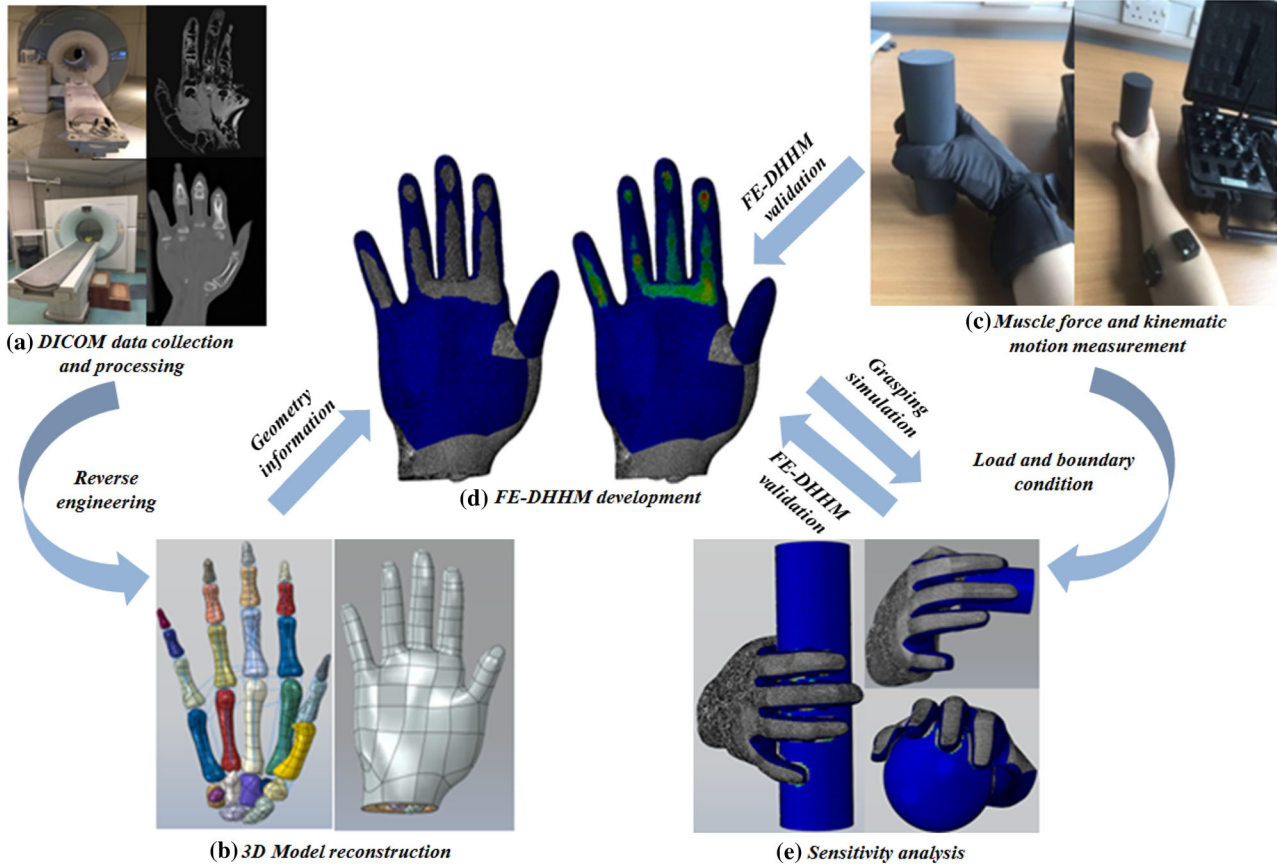 (a) DICOM data collection
and processing
Reverse
engineering
Geometry
information
(b) 3D Model reconstruction
FE-DHHM
validation
(c) Muscle force and kinematic
motion measurement
(d) FE-DHHM development
Grasping
simulation
FE-DHHM
validation
Load and boundary
condition
(e) Sensitivity analysis